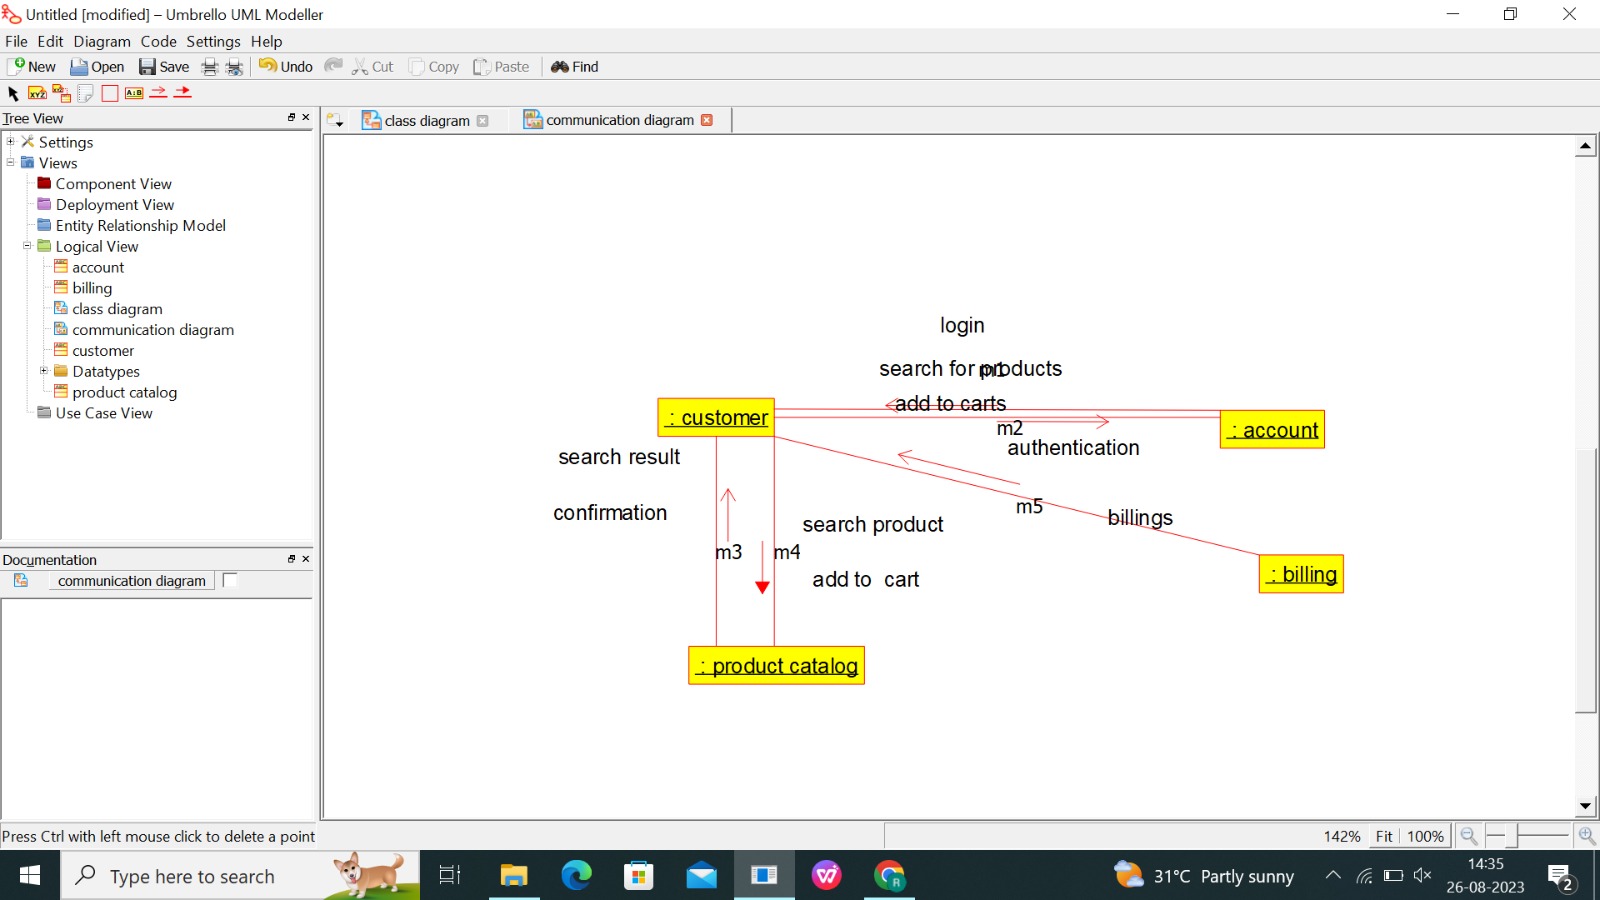 Untitled [modified] – Umbrello UML Modeller
File Edit Diagram Code Settings Help
New Open Save Undo Cut Copy Paste Find
XYZ XYZ A:B
Tree View
class diagram communication diagram
Settings
Views
Component View
Deployment View
Entity Relationship Model
Logical View
account
billing
class diagram
communication diagram
customer
Datatypes
product catalog
Use Case View
login
search for products
m1
add to carts
: customer
m2
: account
authentication
search result
confirmation
m5
billings
search product
m3
m4
add to cart
: billing
: product catalog
Documentation
communication diagram
Press Ctrl with left mouse click to delete a point
142% Fit 100%
Type here to search
31°C Partly sunny
14:35
26-08-2023
2